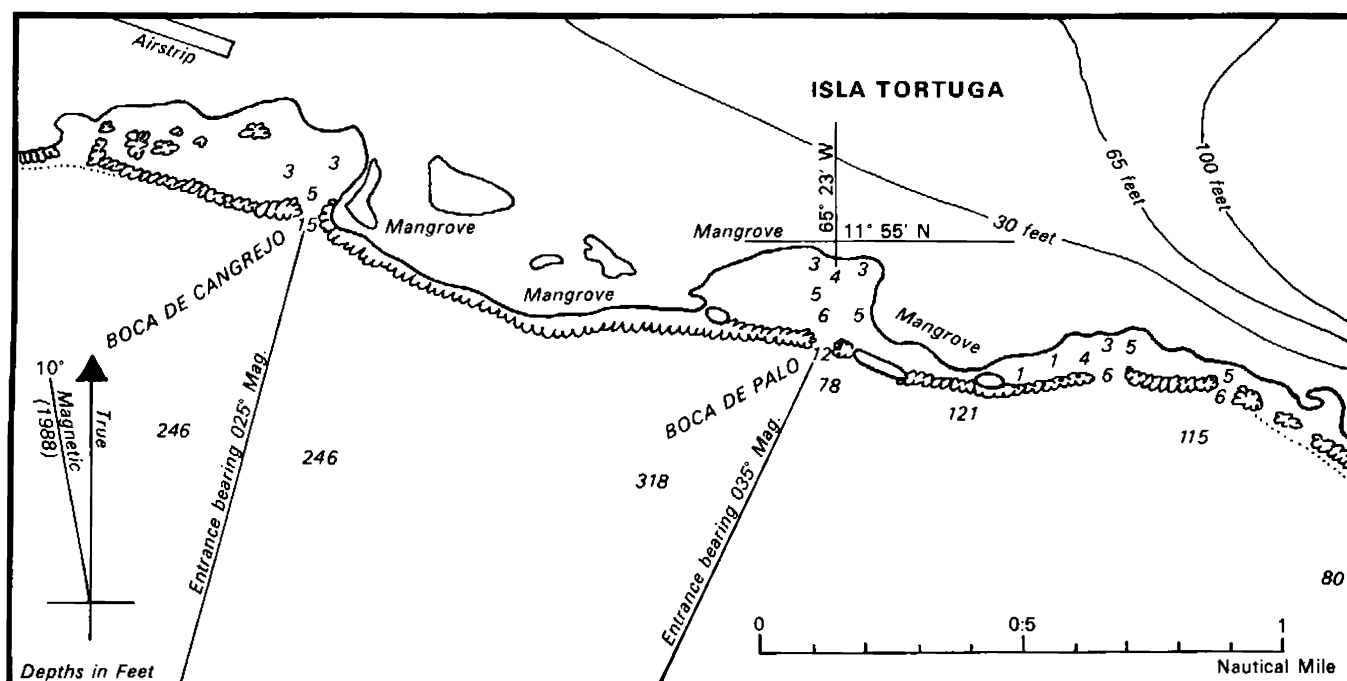 Airstrip
ISLA TORTUGA
65° 23' W
11° 55' N
100 feet
65 feet
30 feet
3 3
5
15
Mangrove
Mangrove
Mangrove
Mangrove
BOCA DE CANGREJO
3 4 3
5
6 5
12
78
BOCA DE PALO
1 1 4 3 5
6
5
6
121
115
10°
Magnetic
(1988)
True
246
246
318
80
Entrance bearing 025° Mag.
Entrance bearing 035° Mag.
0 0:5 1
Nautical Mile
Depths in Feet